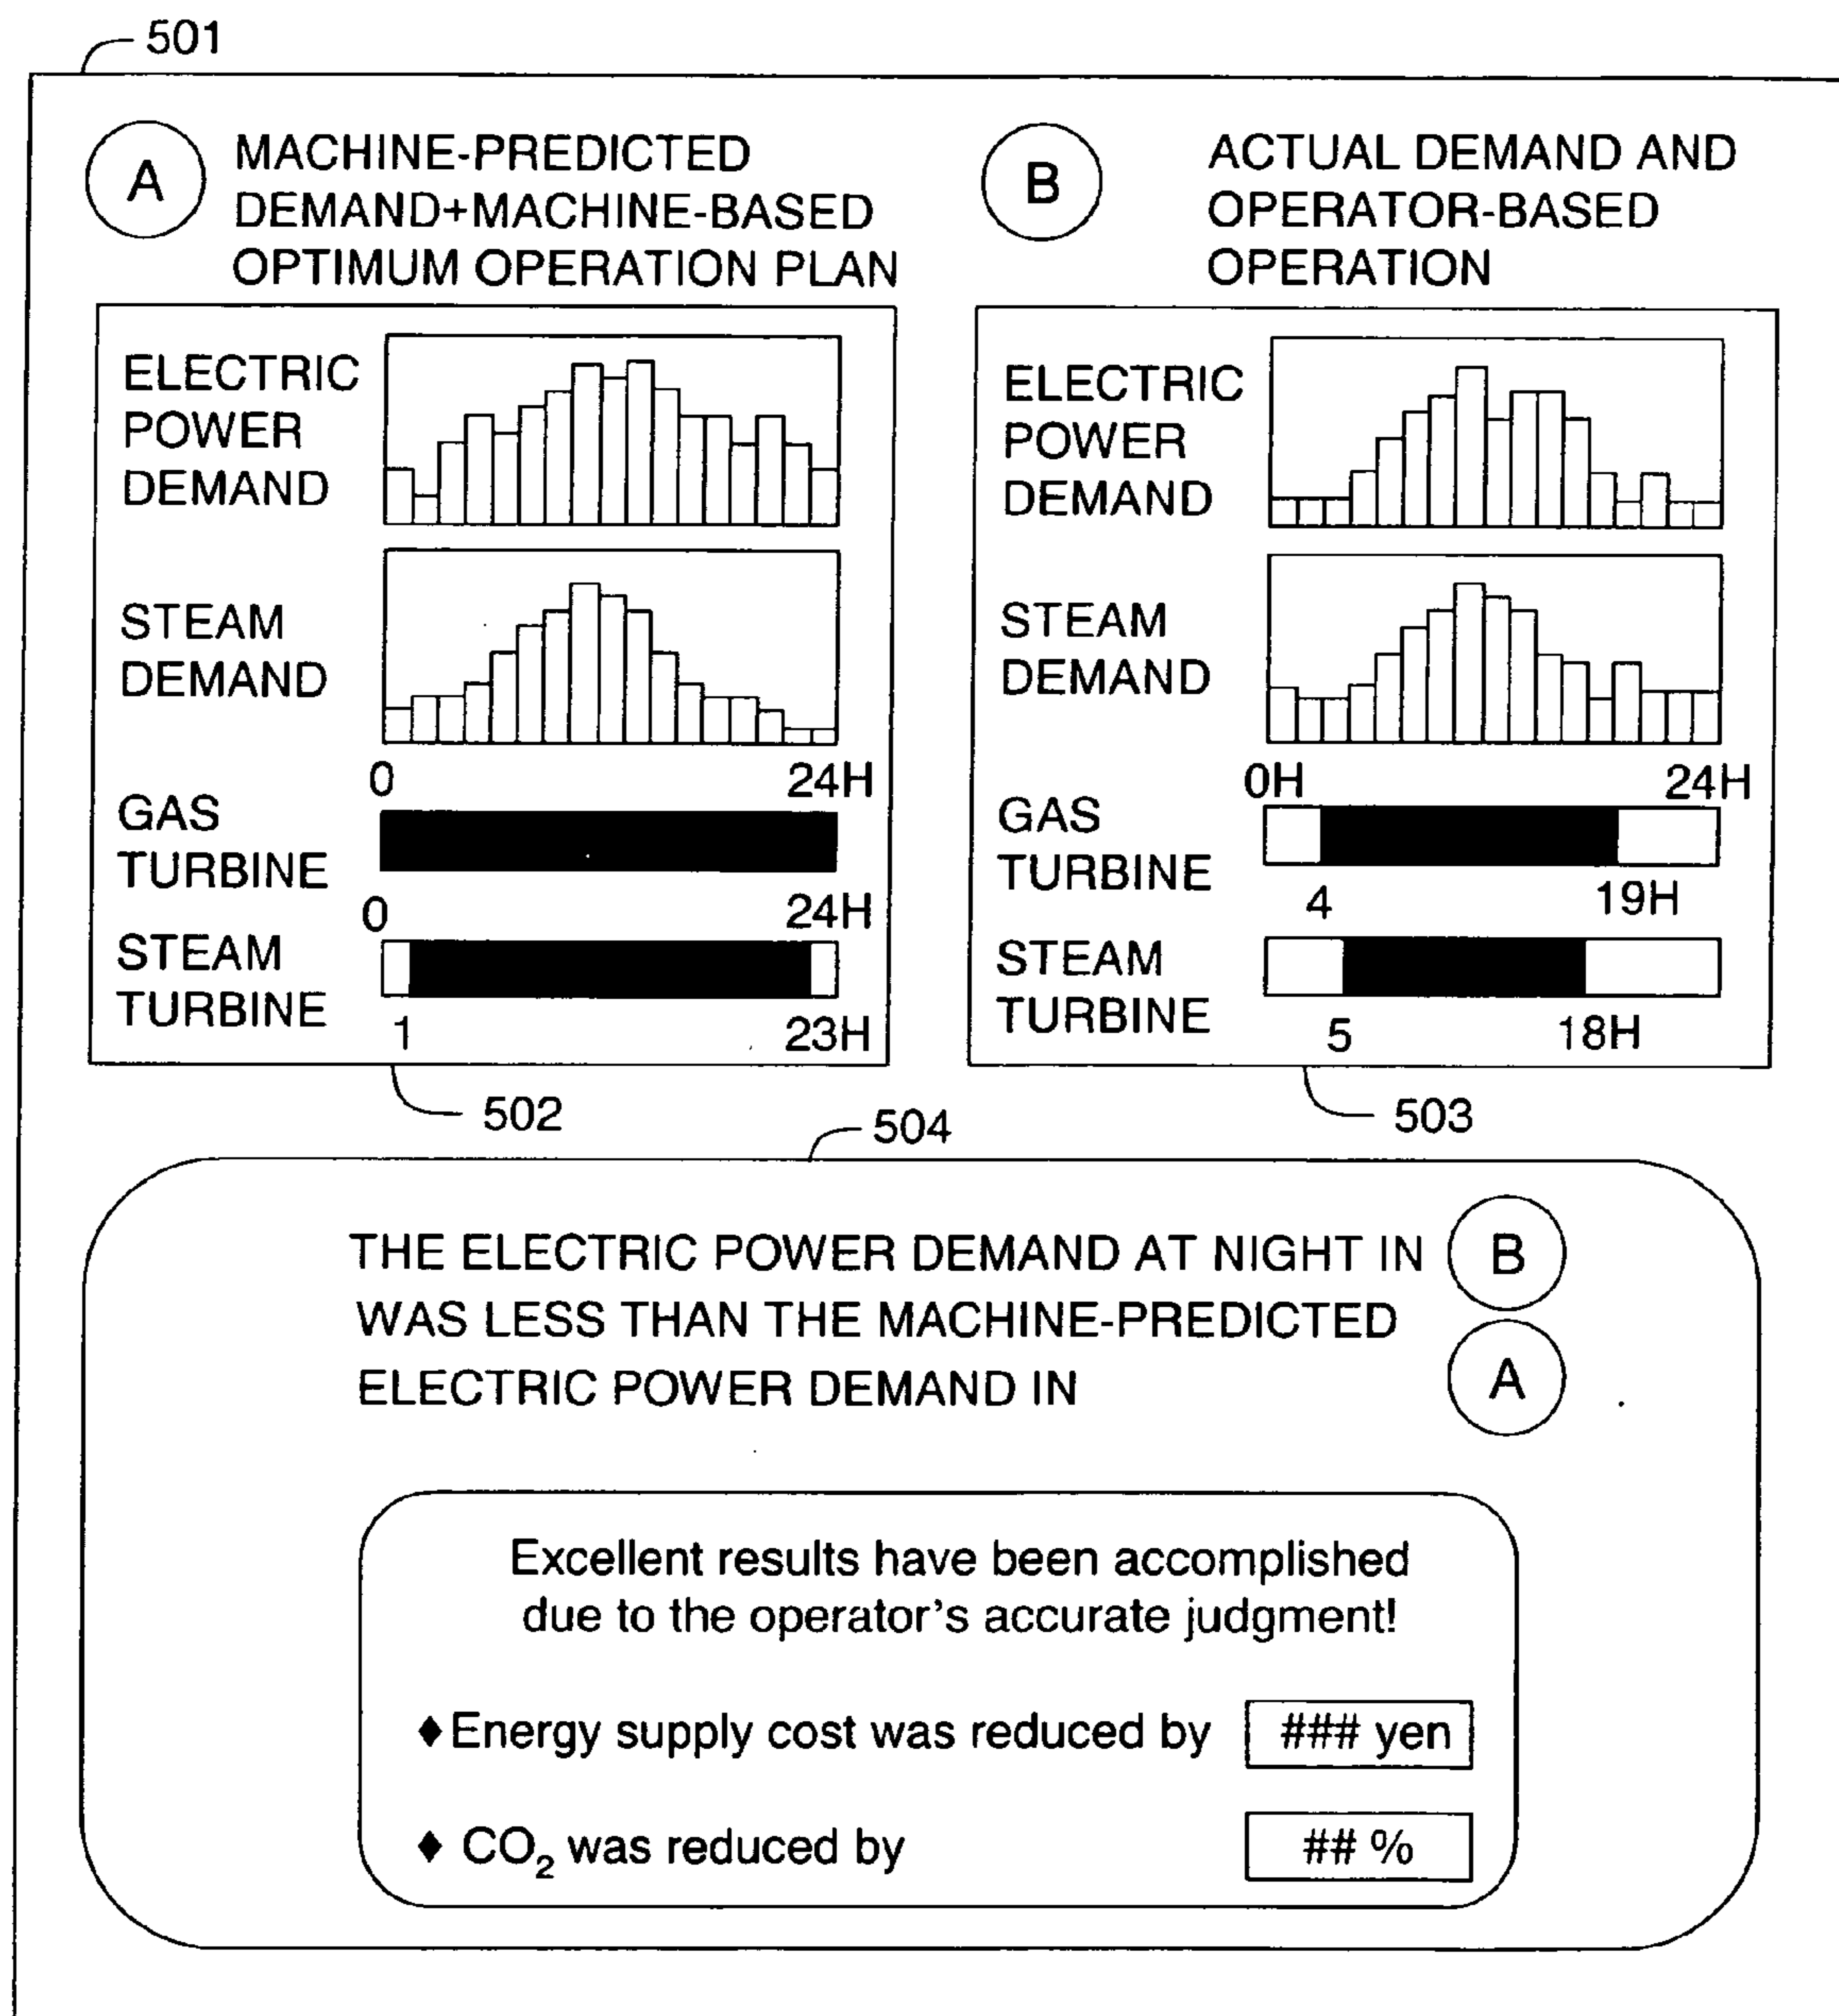 501
A
MACHINE-PREDICTED
DEMAND+MACHINE-BASED
OPTIMUM OPERATION PLAN
B
ACTUAL DEMAND AND
OPERATOR-BASED
OPERATION
ELECTRIC
POWER
DEMAND
STEAM
DEMAND
0 24H
GAS
TURBINE
0 24H
STEAM
TURBINE
1 23H
502
ELECTRIC
POWER
DEMAND
STEAM
DEMAND
0H 24H
GAS
TURBINE
4 19H
STEAM
TURBINE
5 18H
503
504
THE ELECTRIC POWER DEMAND AT NIGHT IN B
WAS LESS THAN THE MACHINE-PREDICTED
ELECTRIC POWER DEMAND IN A
Excellent results have been accomplished
due to the operator's accurate judgment!
♦Energy supply cost was reduced by ### yen
♦ CO₂ was reduced by ## %